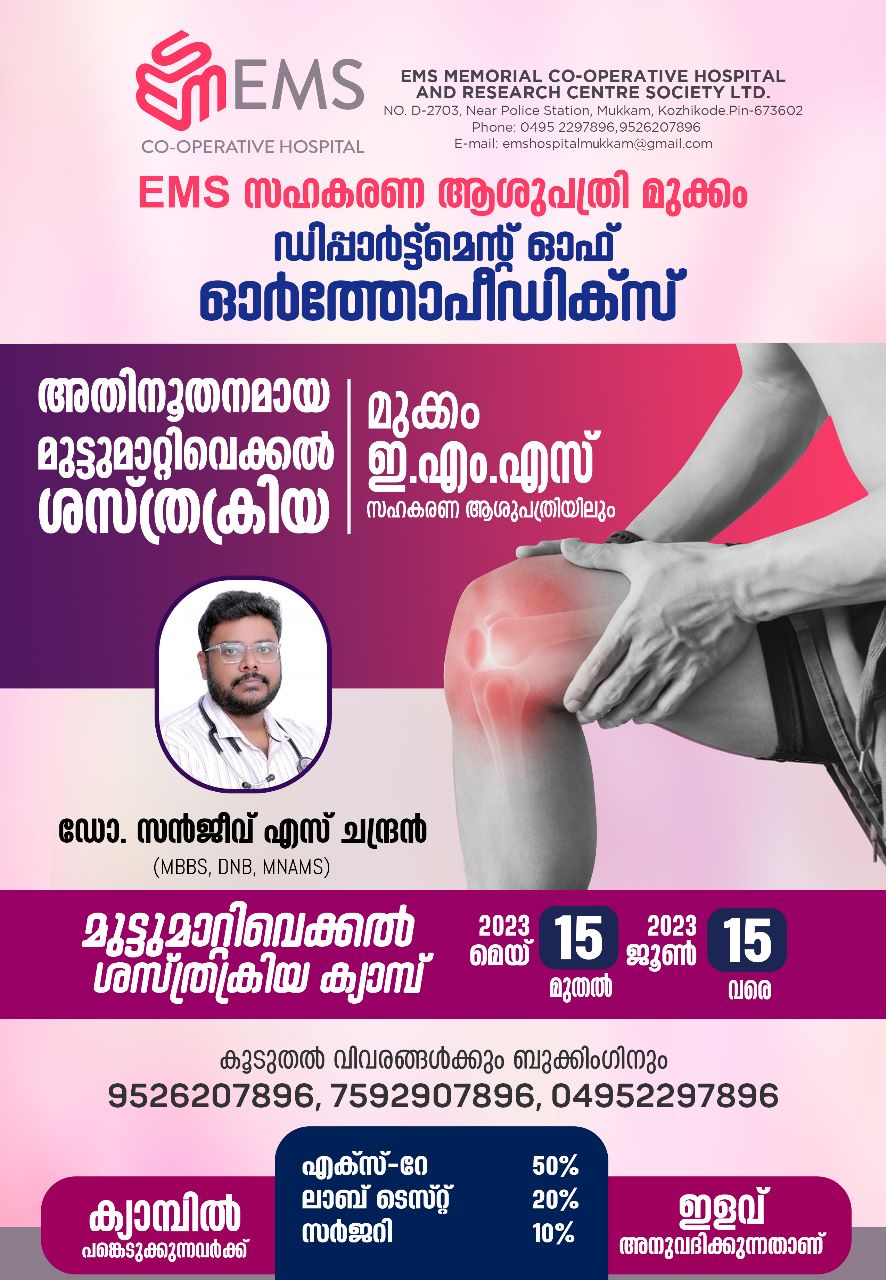 EMS
CO-OPERATIVE HOSPITAL
EMS MEMORIAL CO-OPERATIVE HOSPITAL
AND RESEARCH CENTRE SOCIETY LTD.
NO. D-2703, Near Police Station, Mukkam, Kozhikode.Pin-673602
Phone: 0495 2297896,9526207896
E-mail: emshospitalmukkam@gmail.com
EMS സഹകരണ ആശുപത്രി മുക്കം
ഡിപ്പാർട്ട്മെന്റ് ഓഫ്
ഓർത്തോപീഡിക്സ്
അതിനൂതനമായ
മുട്ടുമാറ്റിവെക്കൽ
ശസ്ത്രക്രിയ
മുക്കം
ഇ.എം.എസ്
സഹകരണ ആശുപത്രിയിലും
ഡോ. സൻജീവ് എസ് ചന്ദ്രൻ
(MBBS, DNB, MNAMS)
മുട്ടുമാറ്റിവെക്കൽ
ശസ്ത്രക്രിയ ക്യാമ്പ്
2023 മെയ് 15 മുതൽ
2023 ജൂൺ 15 വരെ
കൂടുതൽ വിവരങ്ങൾക്കും ബുക്കിംഗിനും
9526207896, 7592907896, 04952297896
ക്യാമ്പിൽ
പങ്കെടുക്കുന്നവർക്ക്
എക്സ്-റേ 50%
ലാബ് ടെസ്റ്റ് 20%
സർജറി 10%
ഇളവ്
അനുവദിക്കുന്നതാണ്